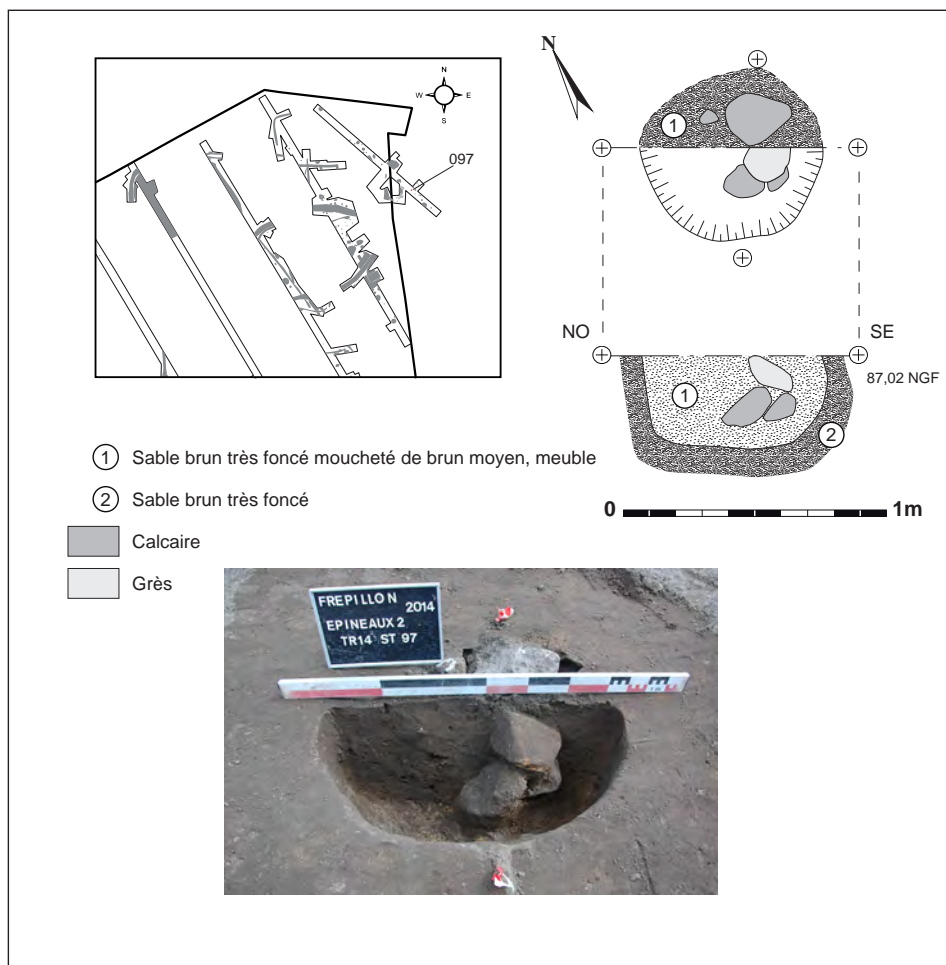 N
W
E
S
097
N
1
NO
SE
87,02 NGF
1
2
1 Sable brun très foncé moucheté de brun moyen, meuble
2 Sable brun très foncé
0
1m
Calcaire
Grès
FREPILLON
2014
EPINEAUX 2
TR14 ST 97